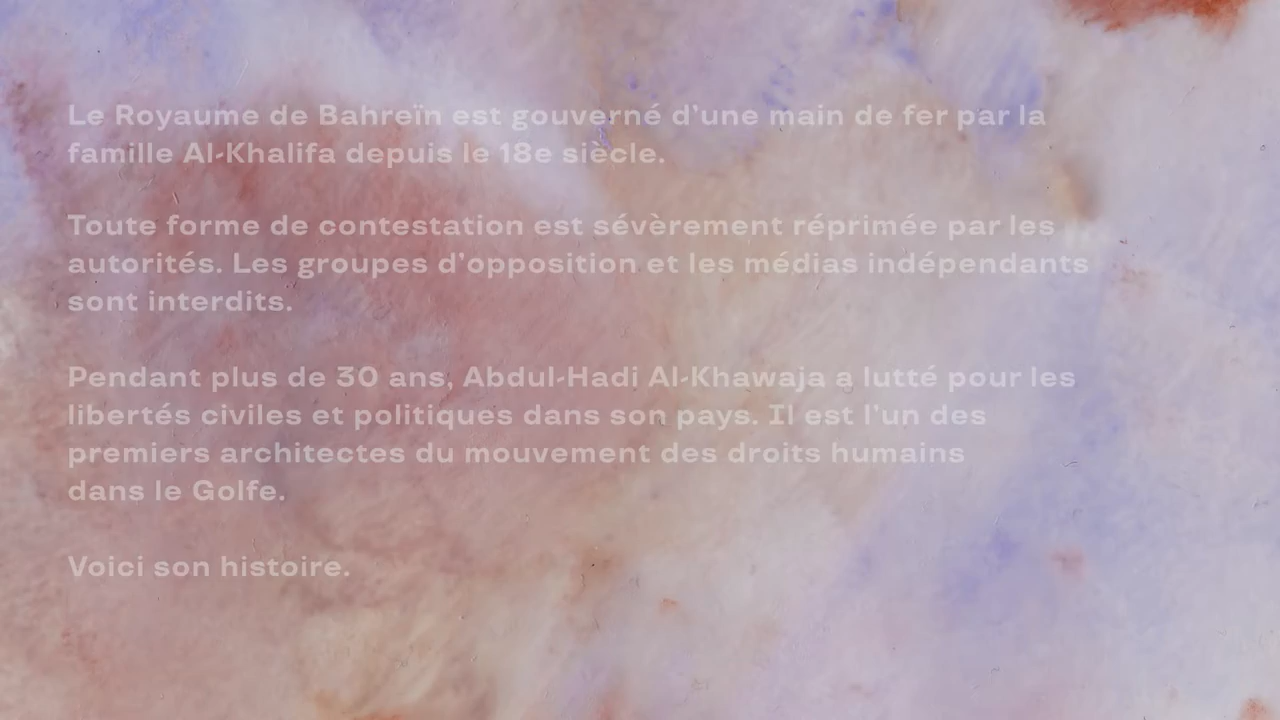 Le Royaume de Bahreïn est gouverné d’une main de fer par la
famille Al-Khalifa depuis le 18e siècle.
Toute forme de contestation est sévèrement réprimée par les
autorités. Les groupes d’opposition et les médias indépendants
sont interdits.
Pendant plus de 30 ans, Abdul-Hadi Al-Khawaja a lutté pour les
libertés civiles et politiques dans son pays. Il est l’un des
premiers architectes du mouvement des droits humains
dans le Golfe.
Voici son histoire.